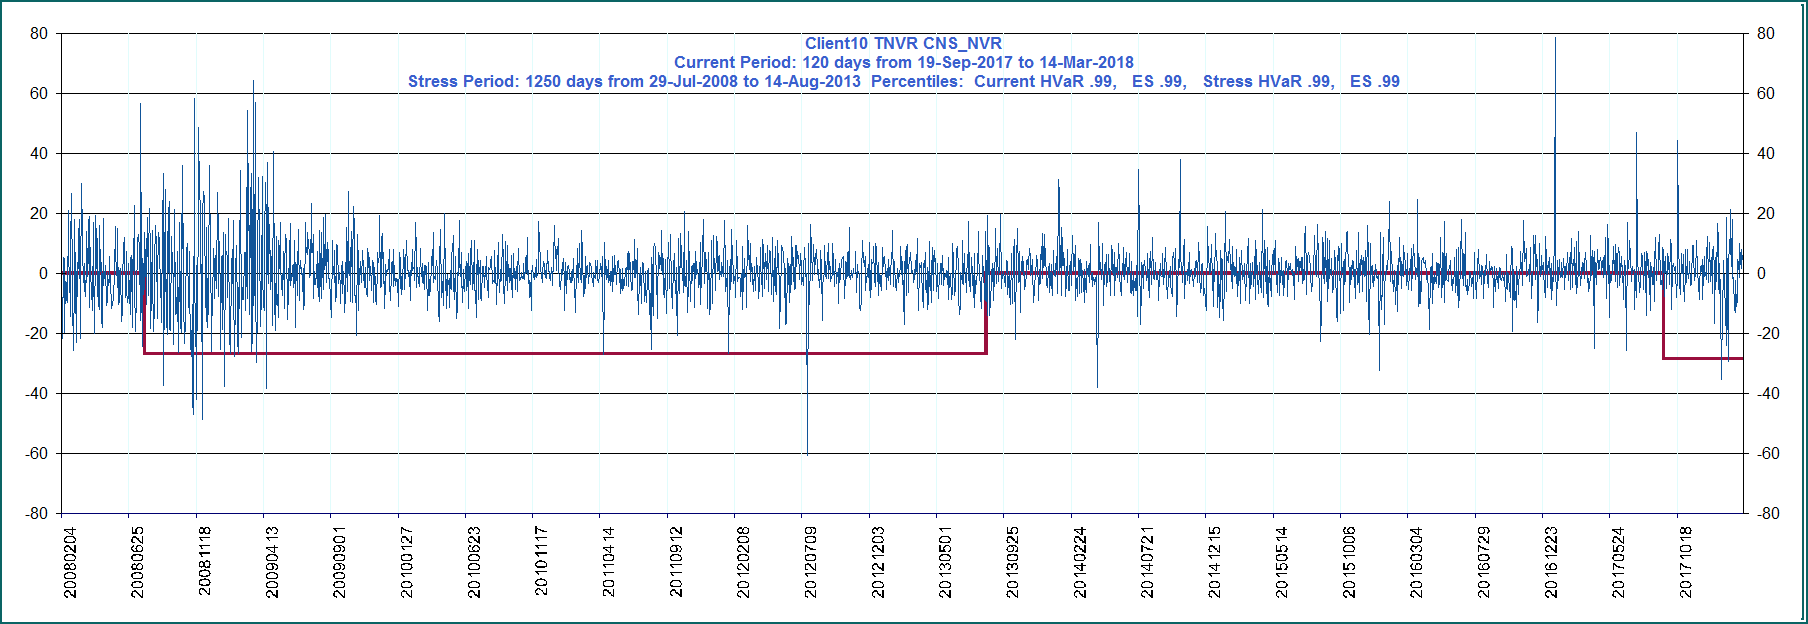 Client10 TNVR CNS_NVR
Current Period: 120 days from 19-Sep-2017 to 14-Mar-2018
Stress Period: 1250 days from 29-Jul-2008 to 14-Aug-2013  Percentiles:  Current HVaR .99,   ES .99,   Stress HVaR .99,   ES .99
80 80
60 60
40 40
20 20
0 0
-20 -20
-40 -40
-60 -60
-80 -80
20080204 20080625 20081118 20090413 20090901 20100127 20100623 20101117 20110414 20110912 20120208 20120709 20121203 20130501 20130925 20140224 20140721 20141215 20150514 20151006 20160304 20160729 20161223 20170524 20171018